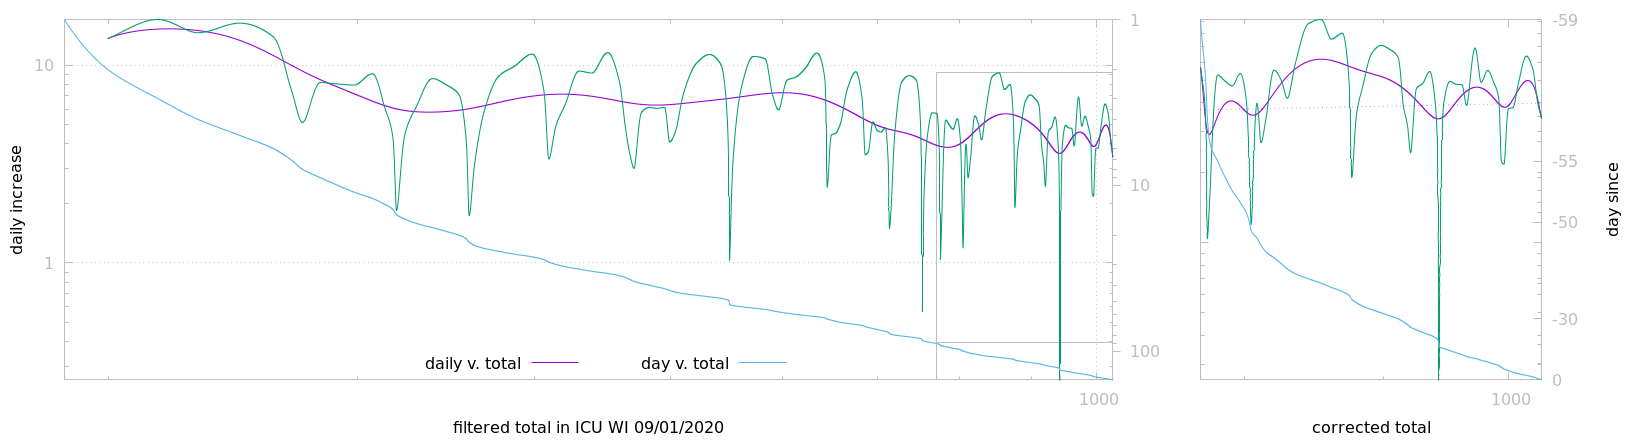 daily increase
10
1
daily v. total
day v. total
1
10
100
1000
filtered total in ICU WI 09/01/2020
-59
-55
-50
-30
0
day since
1000
corrected total